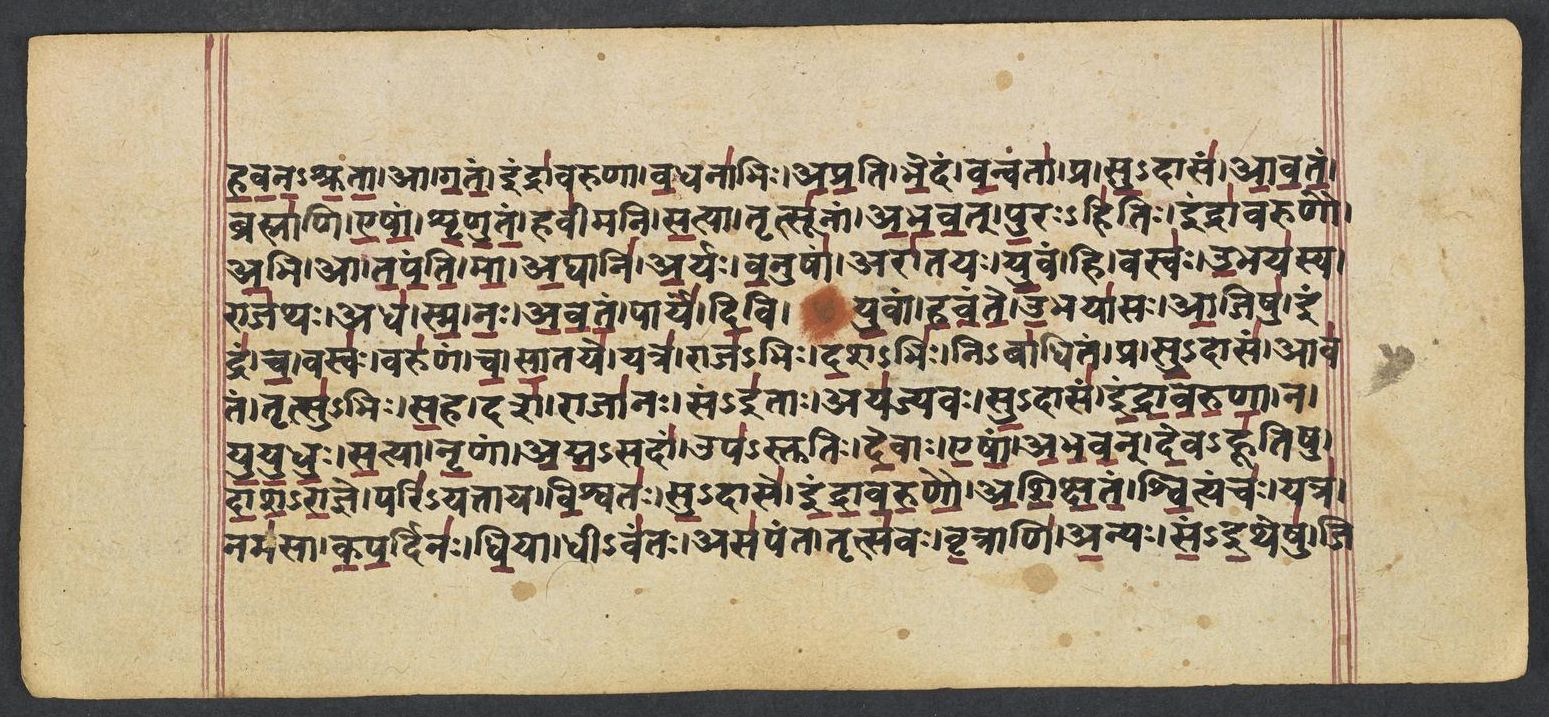 हवनऽश्रुता।आ।गतं।इंद्रावरुणा।वधनाभिः।अप्रति।भेदं।वन्वंता।प्र।सुऽदासं।आवतं।
ब्रह्माणि।एषां।शृणुतं।हवीमनि।सत्या।तृत्सूनां।अभवत्।पुरःऽहितिः।इंद्रावरुणौ।
अभि।आ।तपंति।मा।अघानि।अर्यः।वनुषां।अरातयः।युवं।हि।वस्वः।उभयस्य।
राजथः।अध।स्म।नः।अवतं।पार्ये।दिवि। युवां।हवंते।उभयासः।आजिषु।इं
द्रं।च।वस्वः।वरुणं।च।सातये।यत्र।राजऽभिः।दशऽभिः।निऽबाधितं।प्र।सुऽदासं।आव
तं।तृत्सुऽभिः।सह।दश।राजानः।संऽइताः।अयज्यवः।सुऽदासं।इंद्रावरुणा।न।
युयुधुः।सत्या।नृणां।अद्मऽसदां।उपऽस्तुतिः।देवाः।एषां।अभवन्।देवऽहूतिषु।
दाशऽराज्ञे।परिऽयत्ताय।विश्वतः।सुऽदासे।इंद्रावरुणौ।अशिक्षतं।श्वित्यंचः।यत्र।
नमसा।कपर्दिनः।धिया।धीऽवंतः।असपंत।तृत्सवः।वृत्राणि।अन्यः।संऽइथेषु।जि